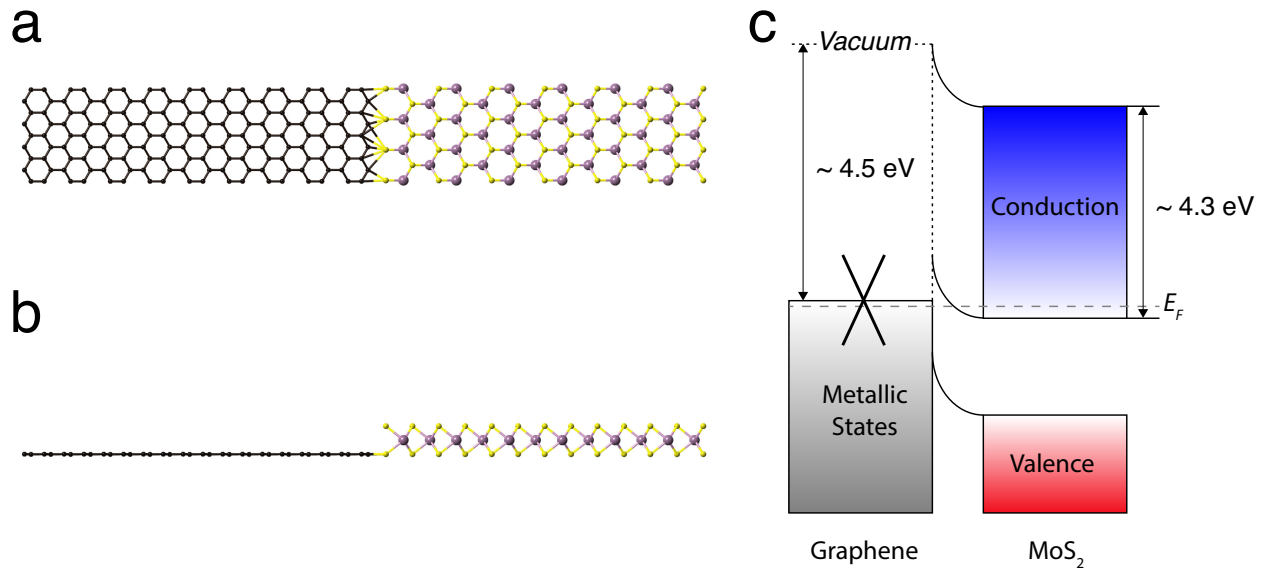 a
b
c
Vacuum
~ 4.5 eV
Conduction
~ 4.3 eV
E_F
Metallic
States
Valence
Graphene
MoS₂